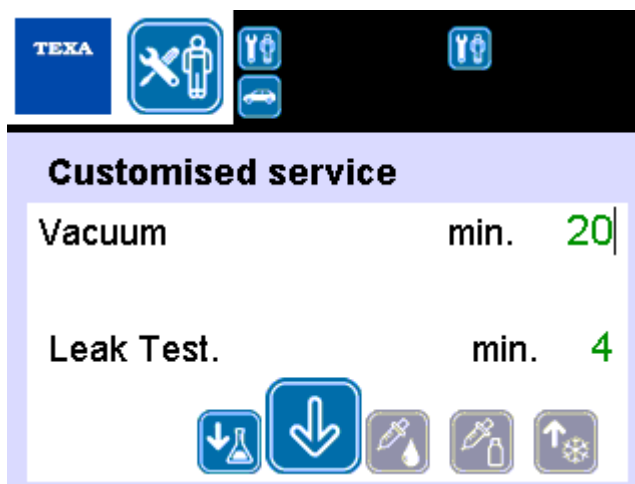 TEXA
Customised service
Vacuum min. 20
Leak Test. min. 4